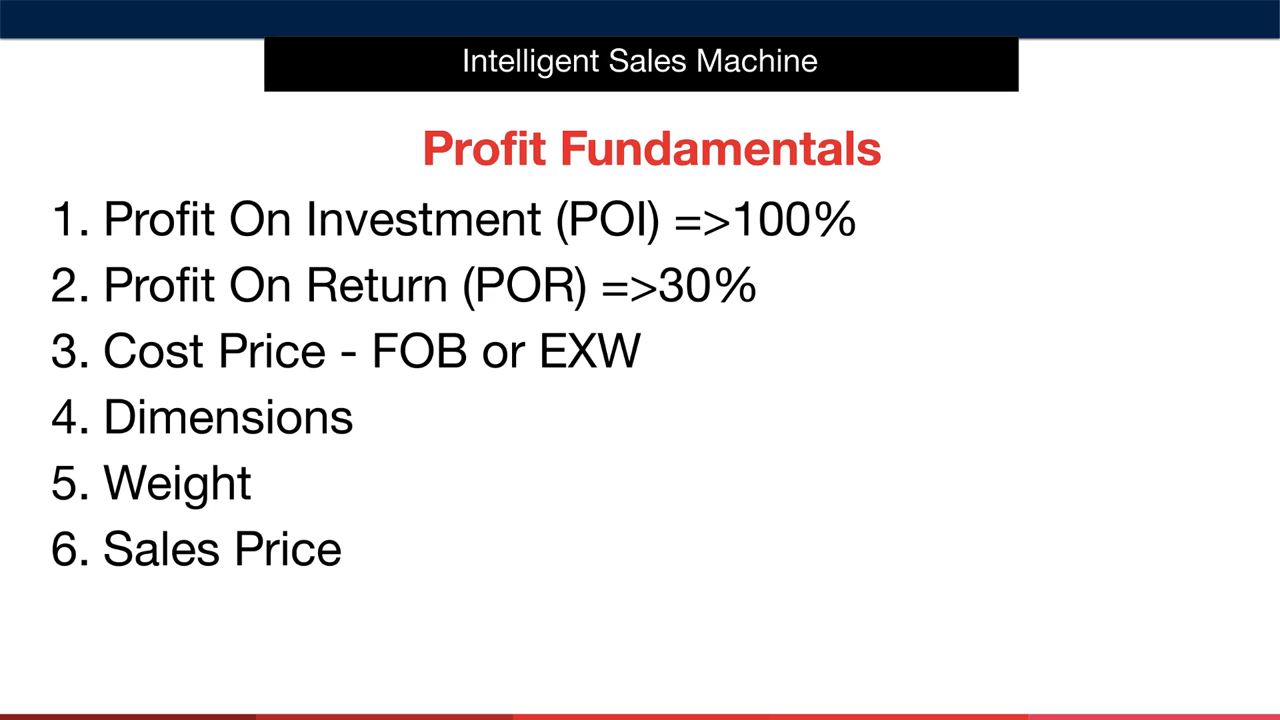 Intelligent Sales Machine
Profit Fundamentals
1. Profit On Investment (POI) =>100%
2. Profit On Return (POR) =>30%
3. Cost Price - FOB or EXW
4. Dimensions
5. Weight
6. Sales Price